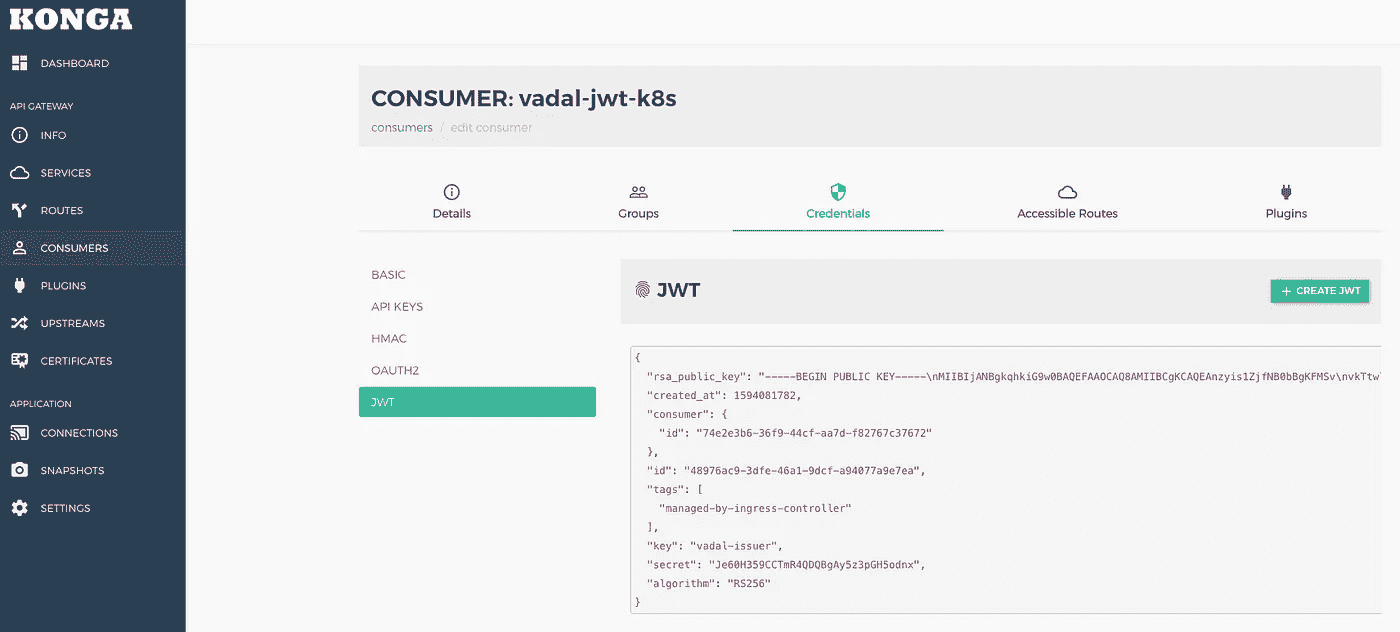 KONGA
DASHBOARD
API GATEWAY
INFO
SERVICES
ROUTES
CONSUMERS
PLUGINS
UPSTREAMS
CERTIFICATES
APPLICATION
CONNECTIONS
SNAPSHOTS
SETTINGS
CONSUMER: vadal-jwt-k8s
consumers / edit consumer
Details
Groups
Credentials
Accessible Routes
Plugins
BASIC
API KEYS
HMAC
OAUTH2
JWT
JWT
+ CREATE JWT
{
"rsa_public_key": "-----BEGIN PUBLIC KEY-----\nMIIBIjANBgkqhkiG9w0BAQEFAAOCAQ8AMIIBCgKCAQEAnzyis1ZjfNB0bBgKFMSv\nvkTtw
"created_at": 1594081782,
"consumer": {
"id": "74e2e3b6-36f9-44cf-aa7d-f82767c37672"
},
"id": "48976ac9-3dfe-46a1-9dcf-a94077a9e7ea",
"tags": [
"managed-by-ingress-controller"
],
"key": "vadal-issuer",
"secret": "Je60H359CCTmR4QDQBgAy5z3pGH5odnx",
"algorithm": "RS256"
}